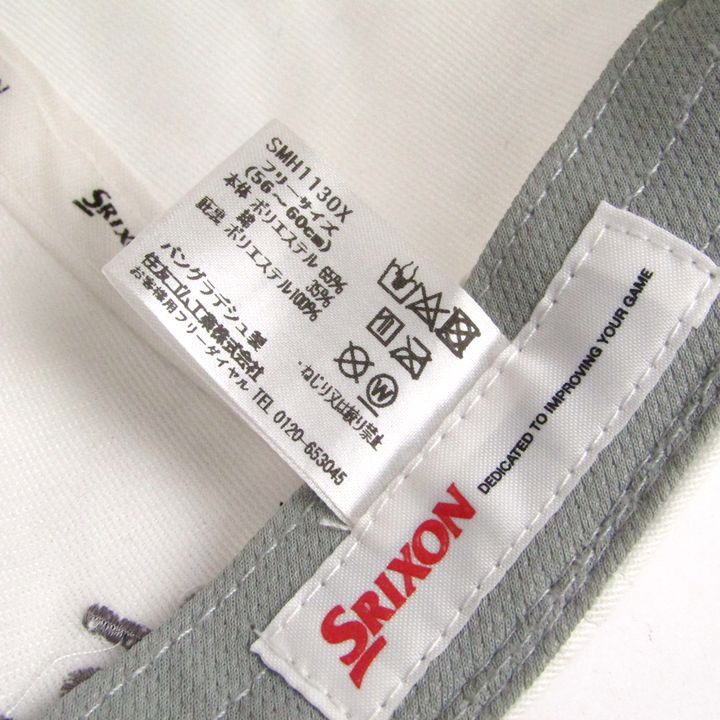 SMH1130X
フリーサイズ
(56～60cm)
本体 ポリエステル 65%
綿 35%
配色 ポリエステル100%
・ねじり又は絞り禁止
バングラデシュ製
住友ゴム工業株式会社
お客様用フリーダイヤル
TEL 0120-653045
SRIXON
DEDICATED TO IMPROVING YOUR GAME
SRIXO